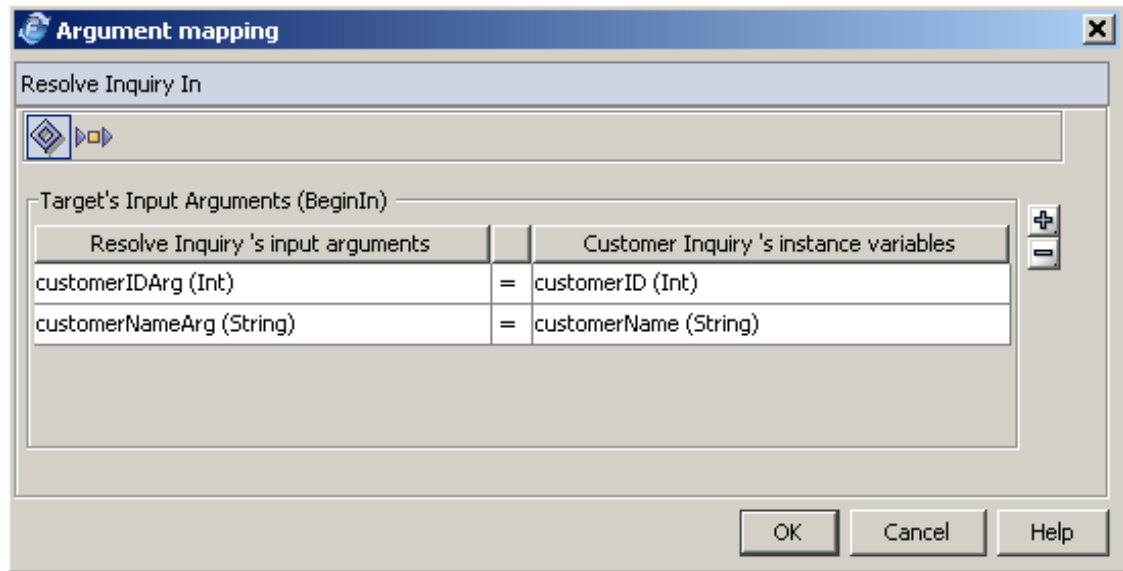 Argument mapping
Resolve Inquiry In
Target's Input Arguments (BeginIn)
Resolve Inquiry 's input arguments Customer Inquiry 's instance variables
customerIDArg (Int) = customerID (Int)
customerNameArg (String) = customerName (String)
OK Cancel Help